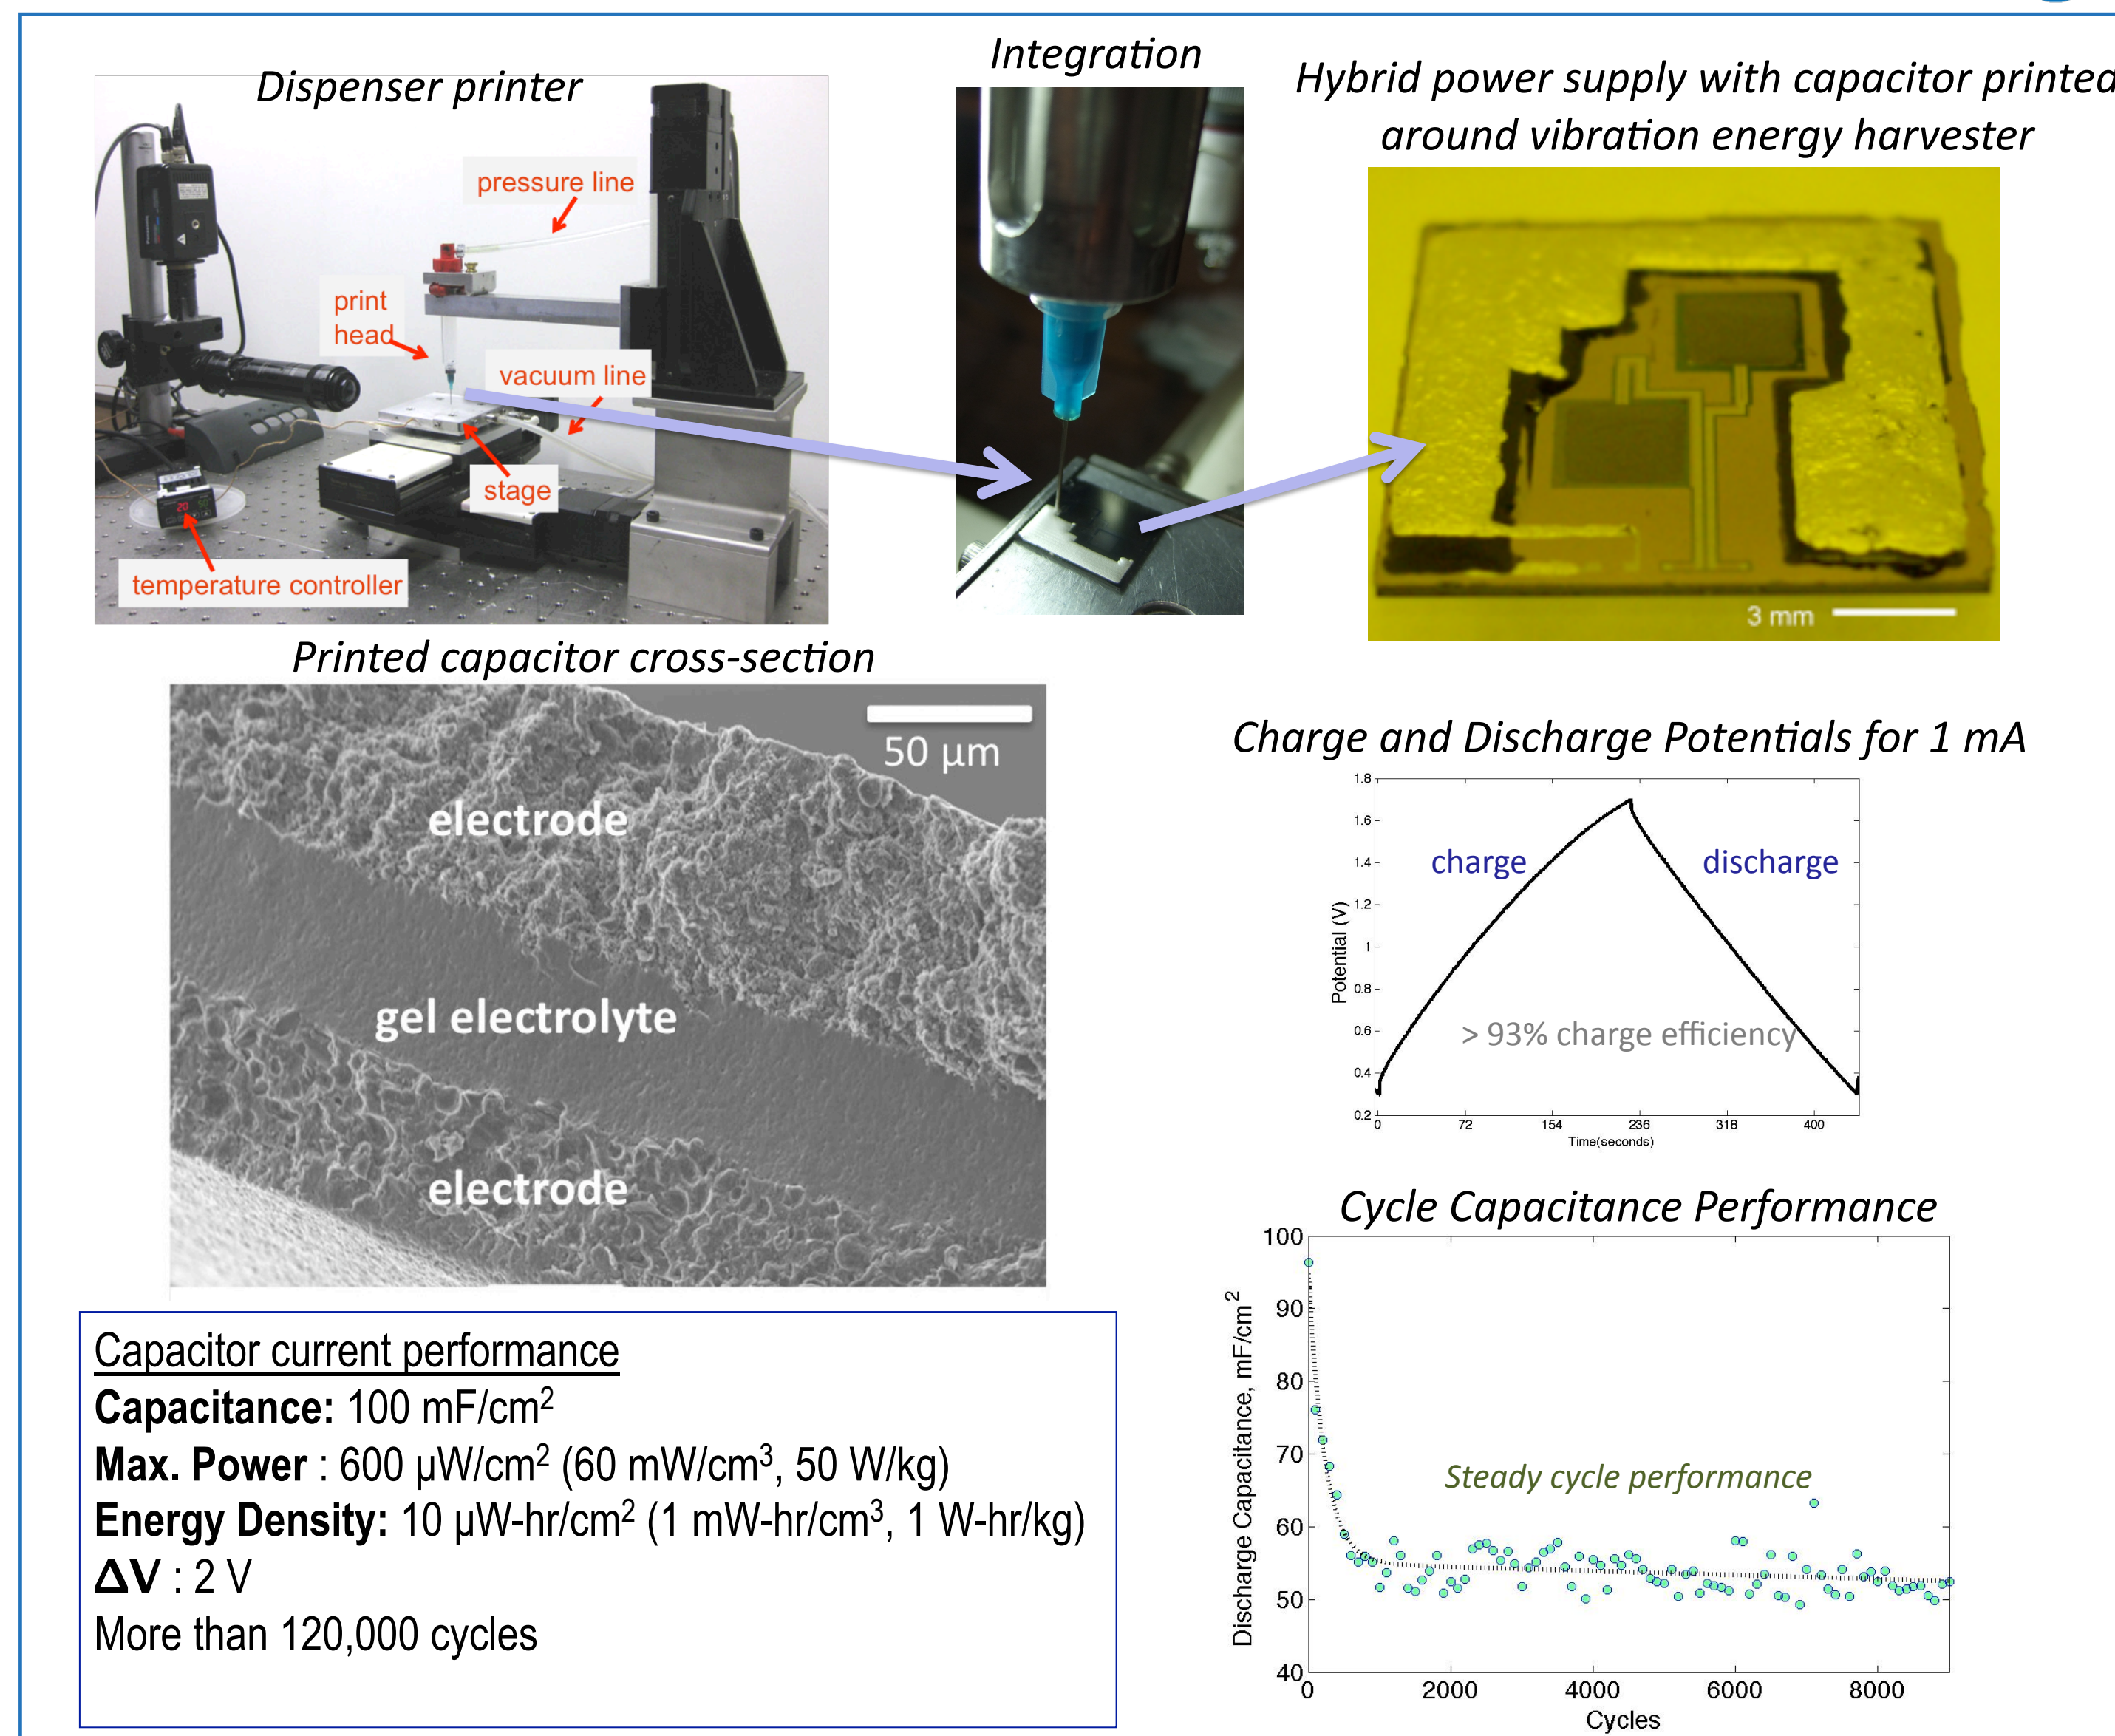 Dispenser printer
pressure line
print
head
vacuum line
stage
20
temperature controller
Integration
Hybrid power supply with capacitor printed
around vibration energy harvester
3 mm
Printed capacitor cross-section
50 µm
electrode
gel electrolyte
electrode
Charge and Discharge Potentials for 1 mA
1.8
1.6
1.4
1.2
1
0.8
0.6
0.4
0.2
Potential (V)
charge
discharge
> 93% charge efficiency
0 72 154 236 318 400
Time(seconds)
Cycle Capacitance Performance
100
90
80
70
60
50
40
Discharge Capacitance, mF/cm²
Steady cycle performance
0 2000 4000 6000 8000
Cycles
Capacitor current performance
Capacitance: 100 mF/cm²
Max. Power : 600 µW/cm² (60 mW/cm³, 50 W/kg)
Energy Density: 10 µW-hr/cm² (1 mW-hr/cm³, 1 W-hr/kg)
ΔV : 2 V
More than 120,000 cycles